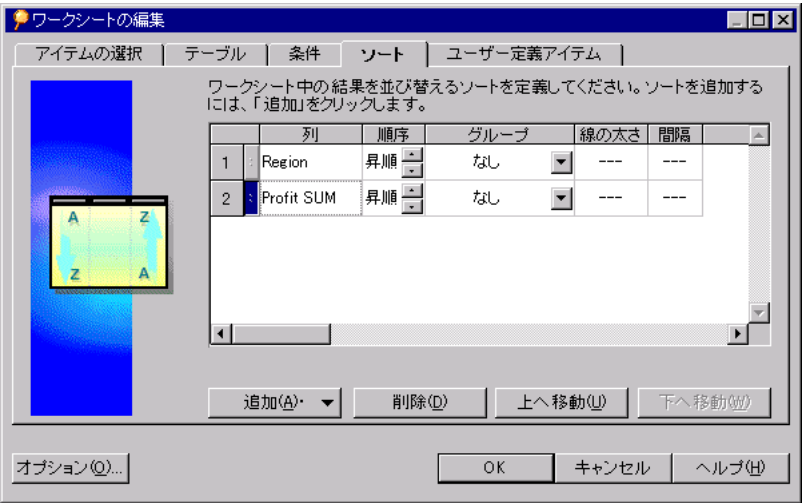 ワークシートの編集
アイテムの選択 テーブル 条件 ソート ユーザー定義アイテム
ワークシート中の結果を並び替えるソートを定義してください。ソートを追加する
には、「追加」をクリックします。
列 順序 グループ 線の太さ 間隔
1 Region 昇順 なし --- ---
2 Profit SUM 昇順 なし --- ---
A Z
Z A
追加(A)· 削除(D) 上へ移動(U) 下へ移動(W)
オプション(O)... OK キャンセル ヘルプ(H)